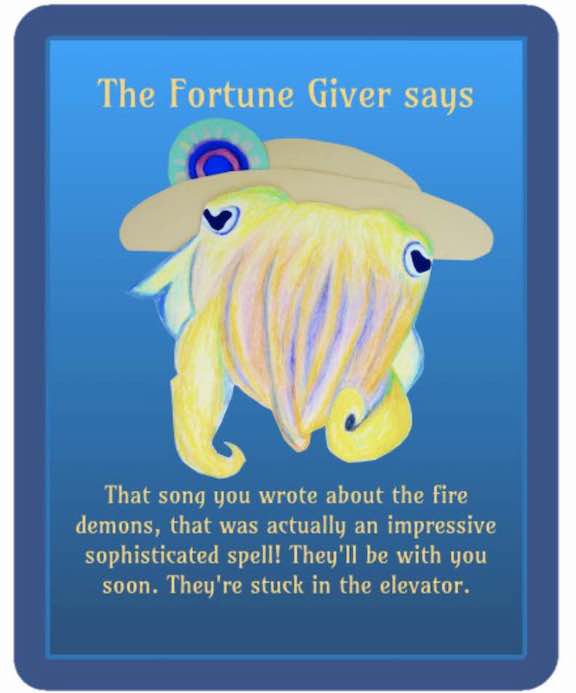 The Fortune Giver says
That song you wrote about the fire
demons, that was actually an impressive
sophisticated spell! They'll be with you
soon. They're stuck in the elevator.